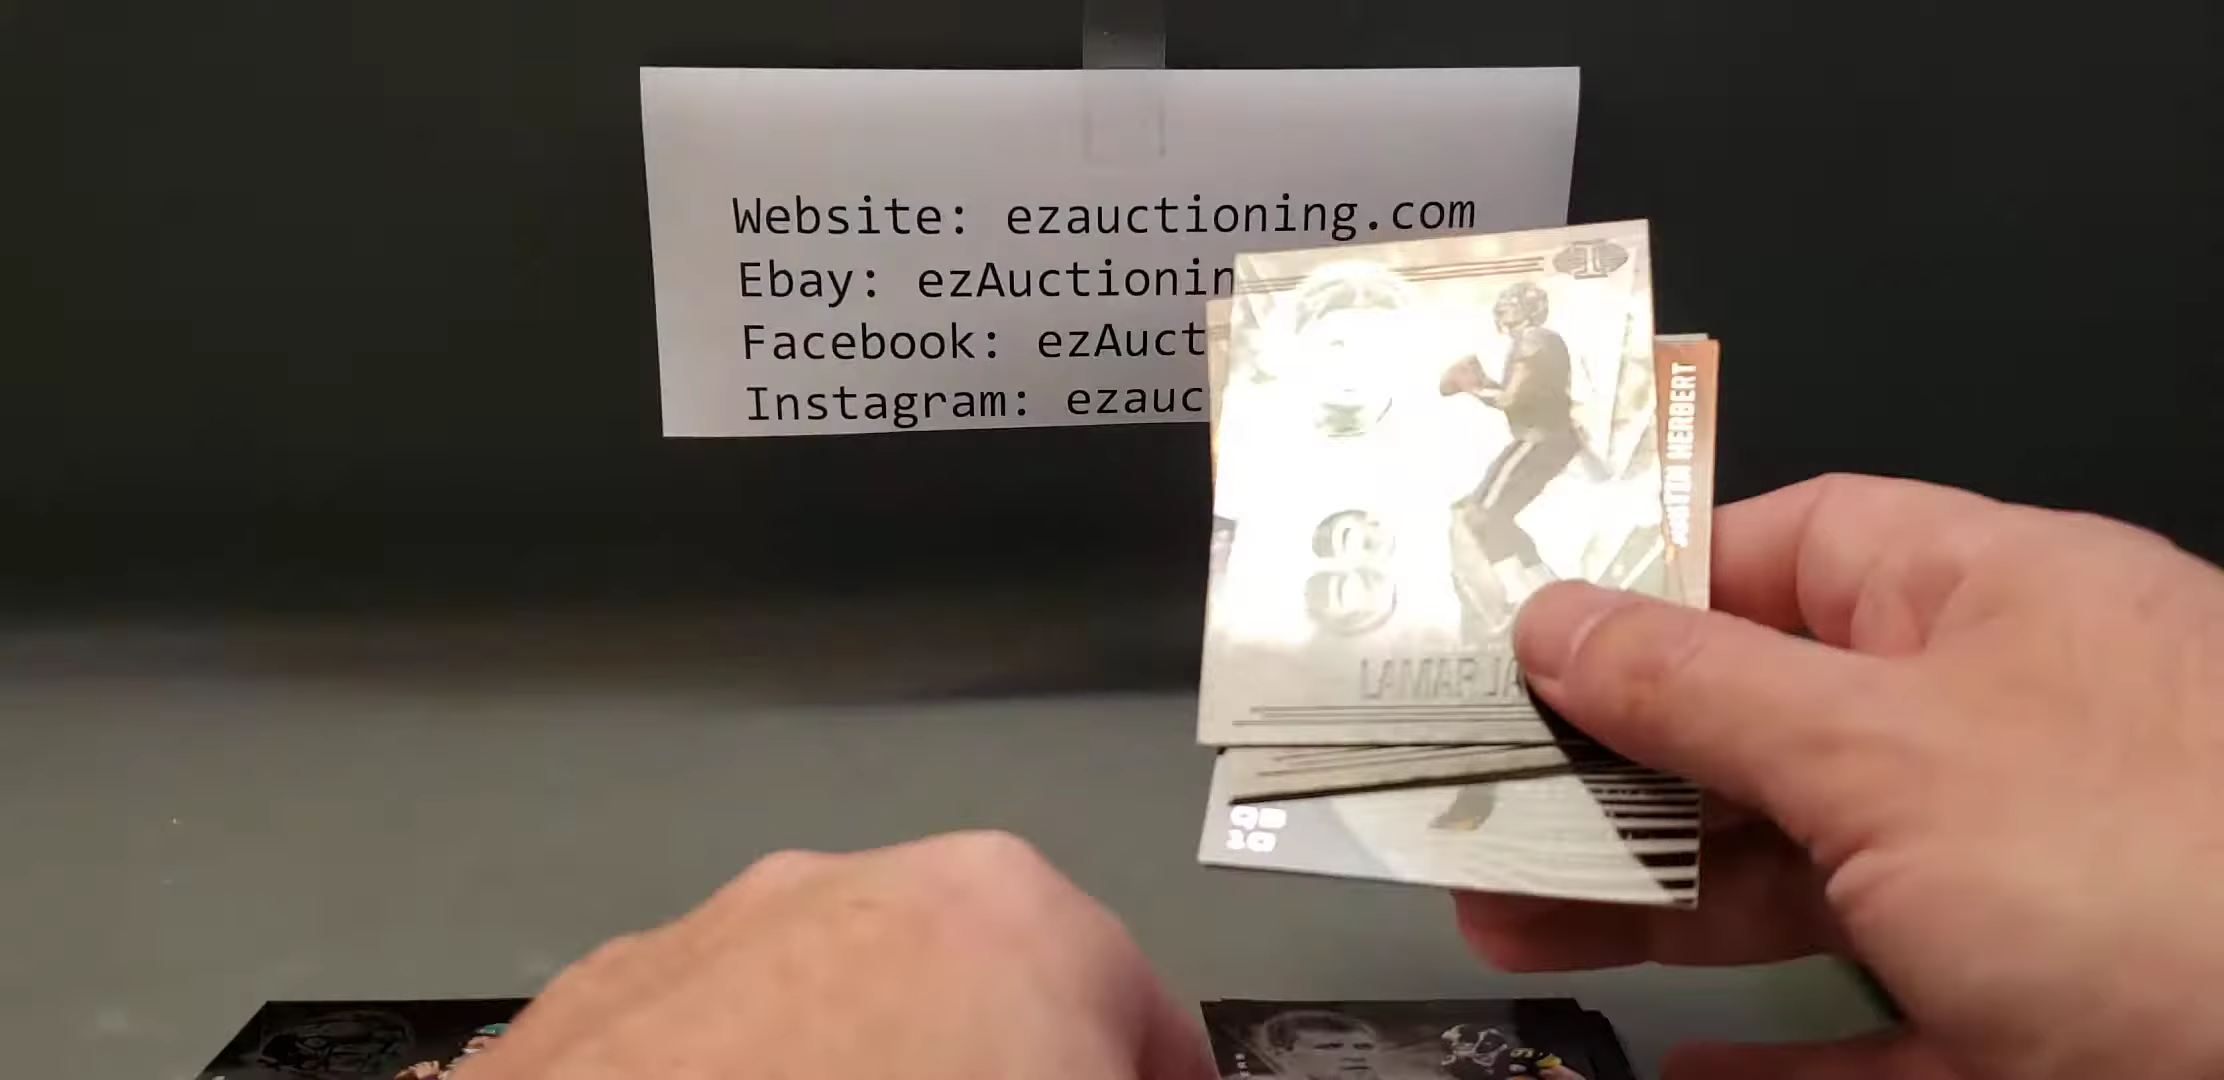 Website: ezauctioning.com
Ebay: ezAuctionin
Facebook: ezAuct
Instagram: ezauc
LAMAR JA
JUSTIN HERBERT